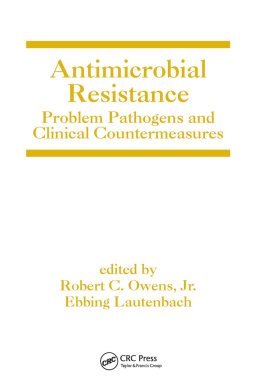 Antimicrobial
Resistance
Problem Pathogens and
Clinical Countermeasures
edited by
Robert C. Owens, Jr.
Ebbing Lautenbach
CRC
CRC Press
Taylor & Francis Group